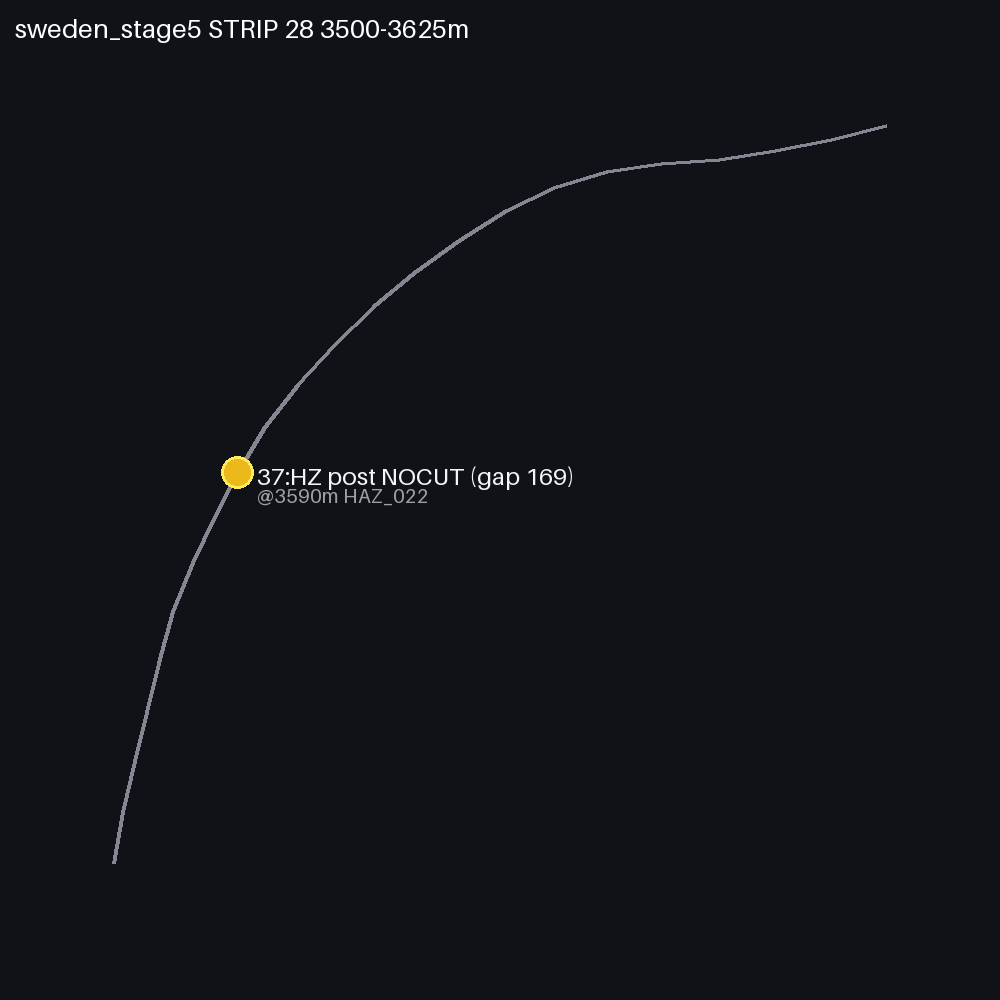 sweden_stage5 STRIP 28 3500-3625m
37:HZ post NOCUT (gap 169)
@3590m HAZ_022